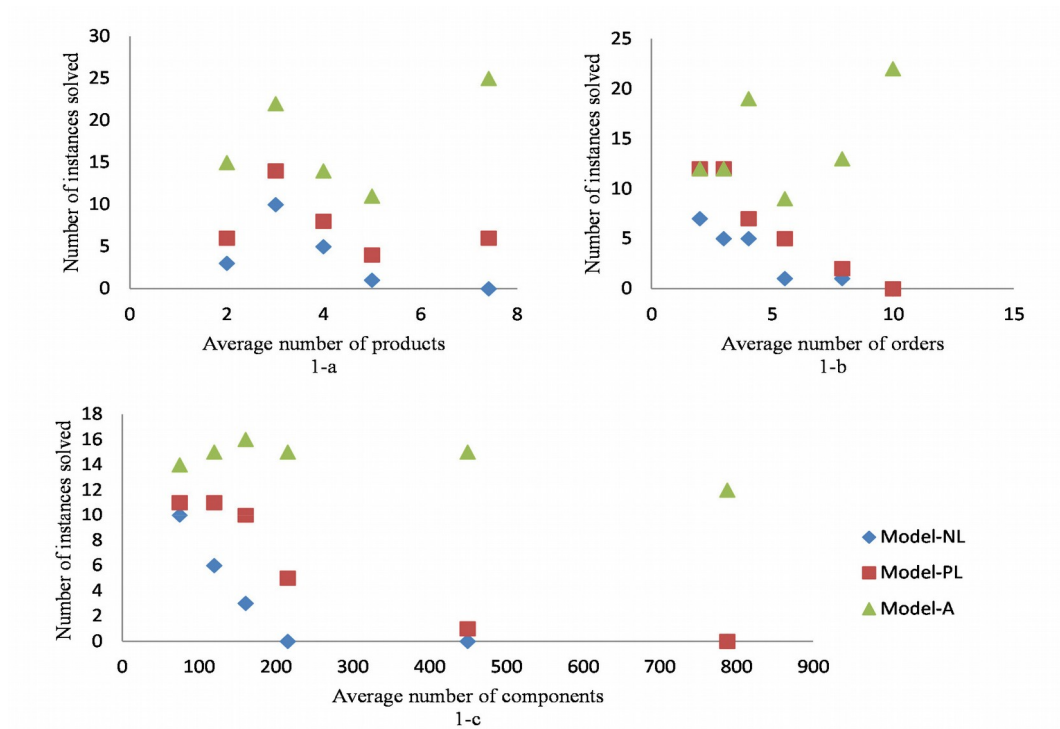 30
25
20
15
10
5
0
Number of instances solved
0 2 4 6 8
Average number of products
1-a
25
20
15
10
5
0
Number of instances solved
0 5 10 15
Average number of orders
1-b
18
16
14
12
10
8
6
4
2
0
Number of instances solved
0 100 200 300 400 500 600 700 800 900
Average number of components
1-c
Model-NL
Model-PL
Model-A